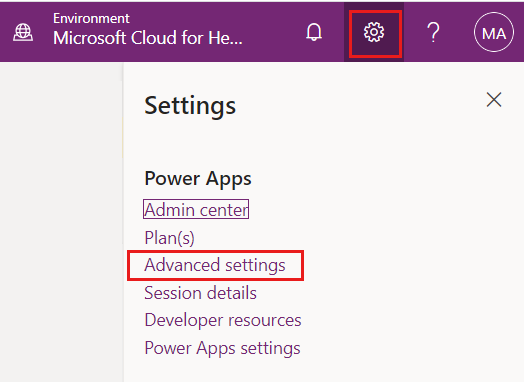 Environment
Microsoft Cloud for He...
?
MA
Settings
Power Apps
Admin center
Plan(s)
Advanced settings
Session details
Developer resources
Power Apps settings